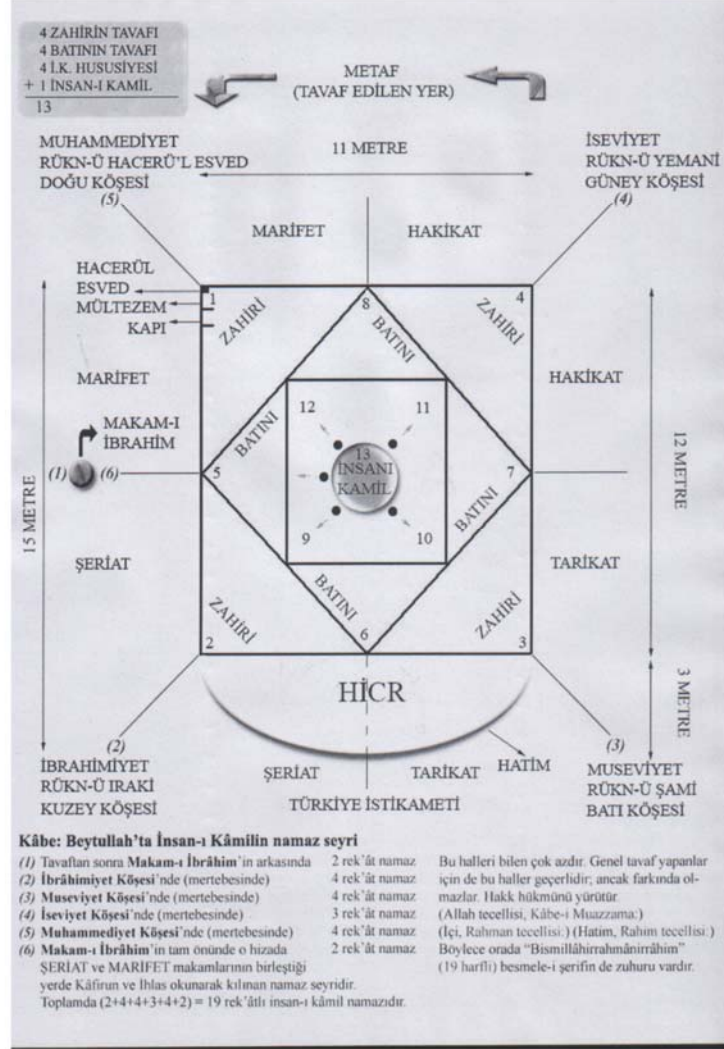 4 ZAHİRİN TAVAFI
4 BATININ TAVAFI
4 İ.K. HUSUSİYESİ
+ 1 İNSAN-I KAMİL
13
METAF
(TAVAF EDİLEN YER)
MUHAMMEDİYET
RÜKN-Ü HACERÜ'L ESVED
DOĞU KÖŞESİ
(5)
11 METRE
İSEVİYET
RÜKN-Ü YEMANİ
GÜNEY KÖŞESİ
(4)
MARİFET
HAKİKAT
HACERÜL
ESVED
MÜLTEZEM
KAPI
1
ZAHİRİ
8
BATINI
4
ZAHİRİ
MARİFET
HAKİKAT
MAKAM-I
İBRAHİM
(1)
(6)
5
BATINI
12
11
13
İNSANI
KAMİL
7
BATINI
9
10
15 METRE
12 METRE
ŞERİAT
TARİKAT
ZAHİRİ
2
BATINI
6
ZAHİRİ
3
HİCR
3 METRE
(2)
İBRAHİMİYET
RÜKN-Ü IRAKİ
KUZEY KÖŞESİ
ŞERİAT
TARİKAT
HATİM
TÜRKİYE İSTİKAMETİ
(3)
MUSEVİYET
RÜKN-Ü ŞAMİ
BATI KÖŞESİ
Kâbe: Beytullah'ta İnsan-ı Kâmilin namaz seyri
(1) Tavaftan sonra Makam-ı İbrâhim'in arkasında 2 rek'ât namaz
(2) İbrâhimiyet Köşesi'nde (mertebesinde) 4 rek'ât namaz
(3) Museviyet Köşesi'nde (mertebesinde) 4 rek'ât namaz
(4) İseviyet Köşesi'nde (mertebesinde) 3 rek'ât namaz
(5) Muhammediyet Köşesi'nde (mertebesinde) 4 rek'ât namaz
(6) Makam-ı İbrâhim'in tam önünde o hizada 2 rek'ât namaz
ŞERİAT ve MARİFET makamlarının birleştiği
yerde Kâfirun ve İhlas okunarak kılınan namaz seyridir.
Toplamda (2+4+4+3+4+2) = 19 rek'âtlı insan-ı kâmil namazıdır.
Bu halleri bilen çok azdır. Genel tavaf yapanlar
için de bu haller geçerlidir; ancak farkında ol-
mazlar. Hakk hükmünü yürütür.
(Allah tecellisi, Kâbe-i Muazzama:)
(İçi, Rahman tecellisi:) (Hatim, Rahim tecellisi:)
Böylece orada "Bismillâhirrahmânirrâhim"
(19 harfli) besmele-i şerifin de zuhuru vardır.